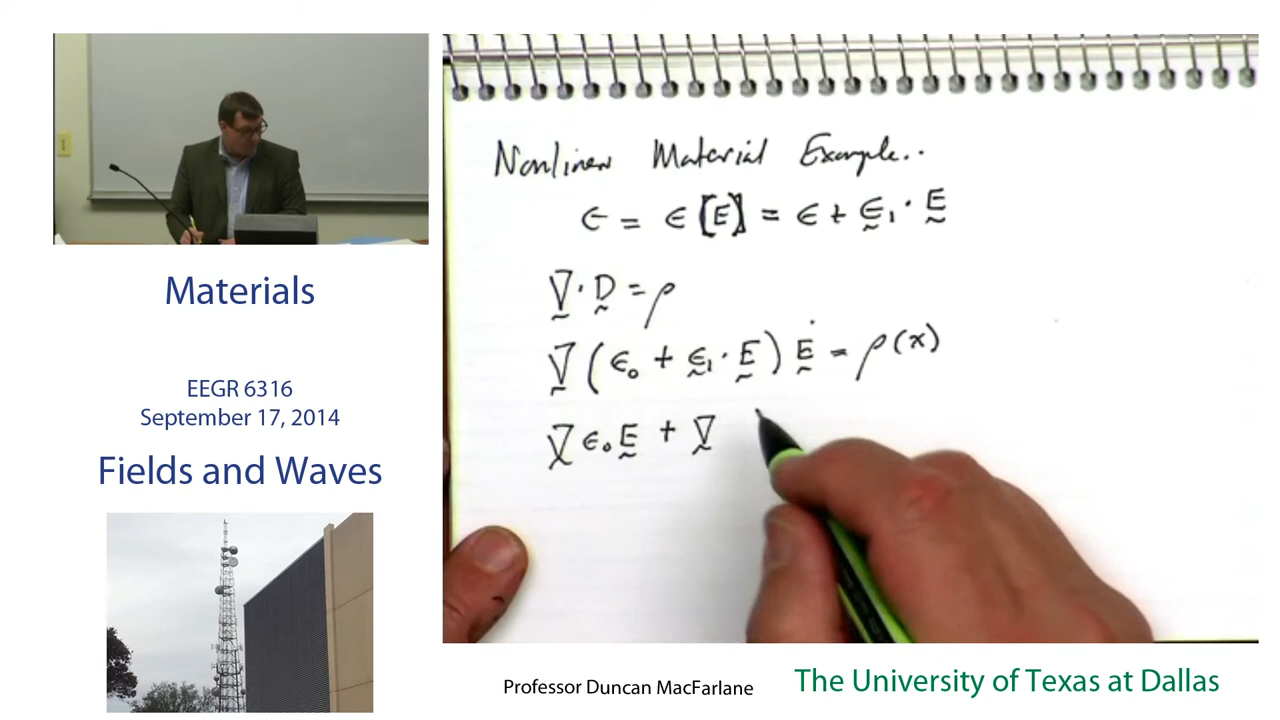 Materials
EEGR 6316
September 17, 2014
Fields and Waves
Nonlinear Material Example..
ϵ = ϵ[E] = ϵ + ϵ₁ · E
∇ · D = ρ
∇(ϵ₀ + ϵ₁ · E) E = ρ(x)
∇ ϵ₀ E + ∇
Professor Duncan MacFarlane
The University of Texas at Dallas